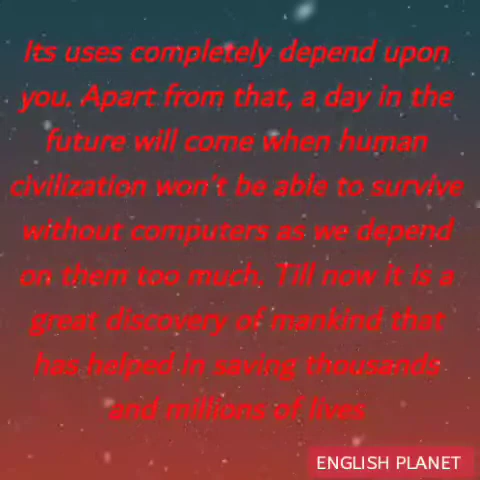 Its uses completely depend upon
you. Apart from that, a day in the
future will come when human
civilization won't be able to survive
without computers as we depend
on them too much. Till now it is a
great discovery of mankind that
has helped in saving thousands
and millions of lives
ENGLISH PLANET